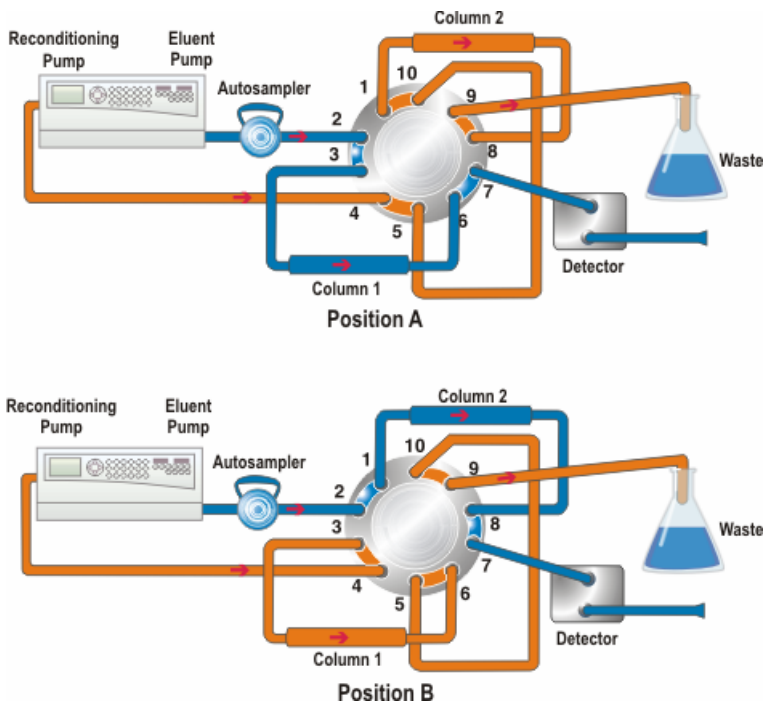 Column 2
Reconditioning Pump
Eluent Pump
Autosampler
1
10
9
2
3
8
7
4
5
6
Waste
Column 1
Detector
Position A
Column 2
Reconditioning Pump
Eluent Pump
Autosampler
1
10
9
2
3
8
7
4
5
6
Waste
Column 1
Detector
Position B